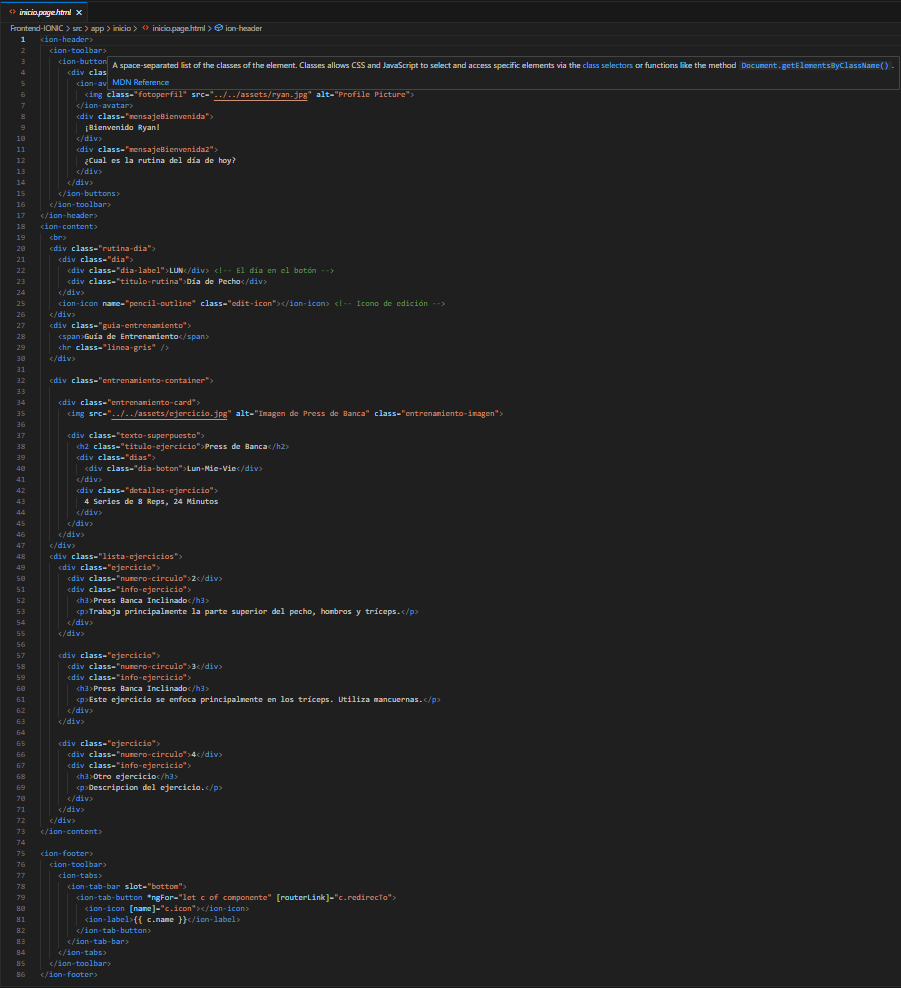 <> inicio.page.html ×
Frontend-IONIC > src > app > inicio > <> inicio.page.html > ion-header
1 <ion-header>
2 <ion-toolbar>
3 <ion-button
A space-separated list of the classes of the element. Classes allows CSS and JavaScript to select and access specific elements via the class selectors or functions like the method Document.getElementsByClassName().
4 <div clas
MDN Reference
5 <ion-av
6 <img class="fotoperfil" src="../../assets/ryan.jpg" alt="Profile Picture">
7 </ion-avatar>
8 <div class="mensajeBienvenida">
9 ¡Bienvenido Ryan!
10 </div>
11 <div class="mensajeBienvenida2">
12 ¿Cual es la rutina del día de hoy?
13 </div>
14 </div>
15 </ion-buttons>
16 </ion-toolbar>
17 </ion-header>
18 <ion-content>
19 <br>
20 <div class="rutina-dia">
21 <div class="dia">
22 <div class="dia-label">LUN</div> <!-- El día en el botón -->
23 <div class="titulo-rutina">Día de Pecho</div>
24 </div>
25 <ion-icon name="pencil-outline" class="edit-icon"></ion-icon> <!-- Icono de edición -->
26 </div>
27 <div class="guia-entrenamiento">
28 <span>Guía de Entrenamiento</span>
29 <hr class="linea-gris" />
30 </div>
31
32 <div class="entrenamiento-container">
33
34 <div class="entrenamiento-card">
35 <img src="../../assets/ejercicio.jpg" alt="Imagen de Press de Banca" class="entrenamiento-imagen">
36
37 <div class="texto-superpuesto">
38 <h2 class="titulo-ejercicio">Press de Banca</h2>
39 <div class="dias">
40 <div class="dia-boton">Lun-Mie-Vie</div>
41 </div>
42 <div class="detalles-ejercicio">
43 4 Series de 8 Reps, 24 Minutos
44 </div>
45 </div>
46 </div>
47 </div>
48 <div class="lista-ejercicios">
49 <div class="ejercicio">
50 <div class="numero-circulo">2</div>
51 <div class="info-ejercicio">
52 <h3>Press Banca Inclinado</h3>
53 <p>Trabaja principalmente la parte superior del pecho, hombros y tríceps.</p>
54 </div>
55 </div>
56
57 <div class="ejercicio">
58 <div class="numero-circulo">3</div>
59 <div class="info-ejercicio">
60 <h3>Press Banca Inclinado</h3>
61 <p>Este ejercicio se enfoca principalmente en los tríceps. Utiliza mancuernas.</p>
62 </div>
63 </div>
64
65 <div class="ejercicio">
66 <div class="numero-circulo">4</div>
67 <div class="info-ejercicio">
68 <h3>Otro ejercicio</h3>
69 <p>Descripcion del ejercicio.</p>
70 </div>
71 </div>
72 </div>
73 </ion-content>
74
75 <ion-footer>
76 <ion-toolbar>
77 <ion-tabs>
78 <ion-tab-bar slot="bottom">
79 <ion-tab-button *ngFor="let c of componente" [routerLink]="c.redirecTo">
80 <ion-icon [name]="c.icon"></ion-icon>
81 <ion-label>{{ c.name }}</ion-label>
82 </ion-tab-button>
83 </ion-tab-bar>
84 </ion-tabs>
85 </ion-toolbar>
86 </ion-footer>